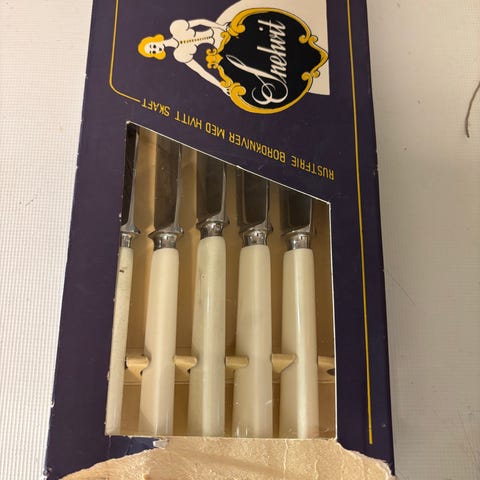 Snehvit
RUSTFRIE BORDKNIVER MED HVITT SKAFT